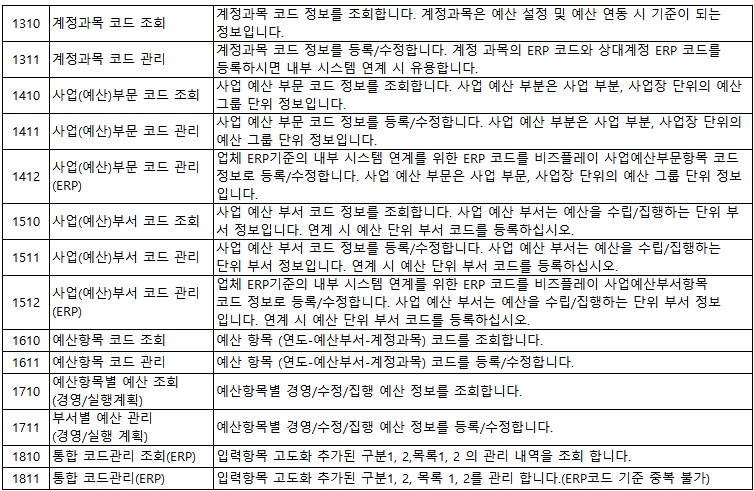 1310 계정과목 코드 조회 계정과목 코드 정보를 조회합니다. 계정과목은 예산 설정 및 예산 연동 시 기준이 되는
정보입니다.
1311 계정과목 코드 관리 계정과목 코드 정보를 등록/수정합니다. 계정 과목의 ERP 코드와 상대계정 ERP 코드를
등록하시면 내부 시스템 연계 시 유용합니다.
1410 사업(예산)부문 코드 조회 사업 예산 부문 코드 정보를 조회합니다. 사업 예산 부분은 사업 부분, 사업장 단위의 예산
그룹 단위 정보입니다.
1411 사업(예산)부문 코드 관리 사업 예산 부문 코드 정보를 등록/수정합니다. 사업 예산 부분은 사업 부분, 사업장 단위의
예산 그룹 단위 정보입니다.
1412 사업(예산)부문 코드 관리
(ERP)
업체 ERP기준의 내부 시스템 연계를 위한 ERP 코드를 비즈플레이 사업예산부문항목 코드
정보로 등록/수정합니다. 사업 예산 부문은 사업 부문, 사업장 단위의 예산 그룹 단위 정보
입니다.
1510 사업(예산)부서 코드 조회 사업 예산 부서 코드 정보를 조회합니다. 사업 예산 부서는 예산을 수립/집행하는 단위 부
서 정보입니다. 연계 시 예산 단위 부서 코드를 등록하십시오.
1511 사업(예산)부서 코드 관리 사업 예산 부서 코드 정보를 등록/수정합니다. 사업 예산 부서는 예산을 수립/집행하는
단위 부서 정보입니다. 연계 시 예산 단위 부서 코드를 등록하십시오.
1512 사업(예산)부서 코드 관리
(ERP)
업체 ERP기준의 내부 시스템 연계를 위한 ERP 코드를 비즈플레이 사업예산부서항목
코드 정보로 등록/수정합니다. 사업 예산 부서는 예산을 수립/집행하는 단위 부서 정보
입니다. 연계 시 예산 단위 부서 코드를 등록하십시오.
1610 예산항목 코드 조회 예산 항목 (연도-예산부서-계정과목) 코드를 조회합니다.
1611 예산항목 코드 관리 예산 항목 (연도-예산부서-계정과목) 코드를 등록/수정합니다.
1710 예산항목별 예산 조회
(경영/실행계획)
예산항목별 경영/수정/집행 예산 정보를 조회합니다.
1711 부서별 예산 관리
(경영/실행 계획)
예산항목별 경영/수정/집행 예산 정보를 등록/수정합니다.
1810 통합 코드관리 조회(ERP) 입력항목 고도화 추가된 구분1, 2,목록1, 2 의 관리 내역을 조회 합니다.
1811 통합 코드관리(ERP) 입력항목 고도화 추가된 구분1, 2, 목록 1, 2를 관리 합니다.(ERP코드 기준 중복 불가)